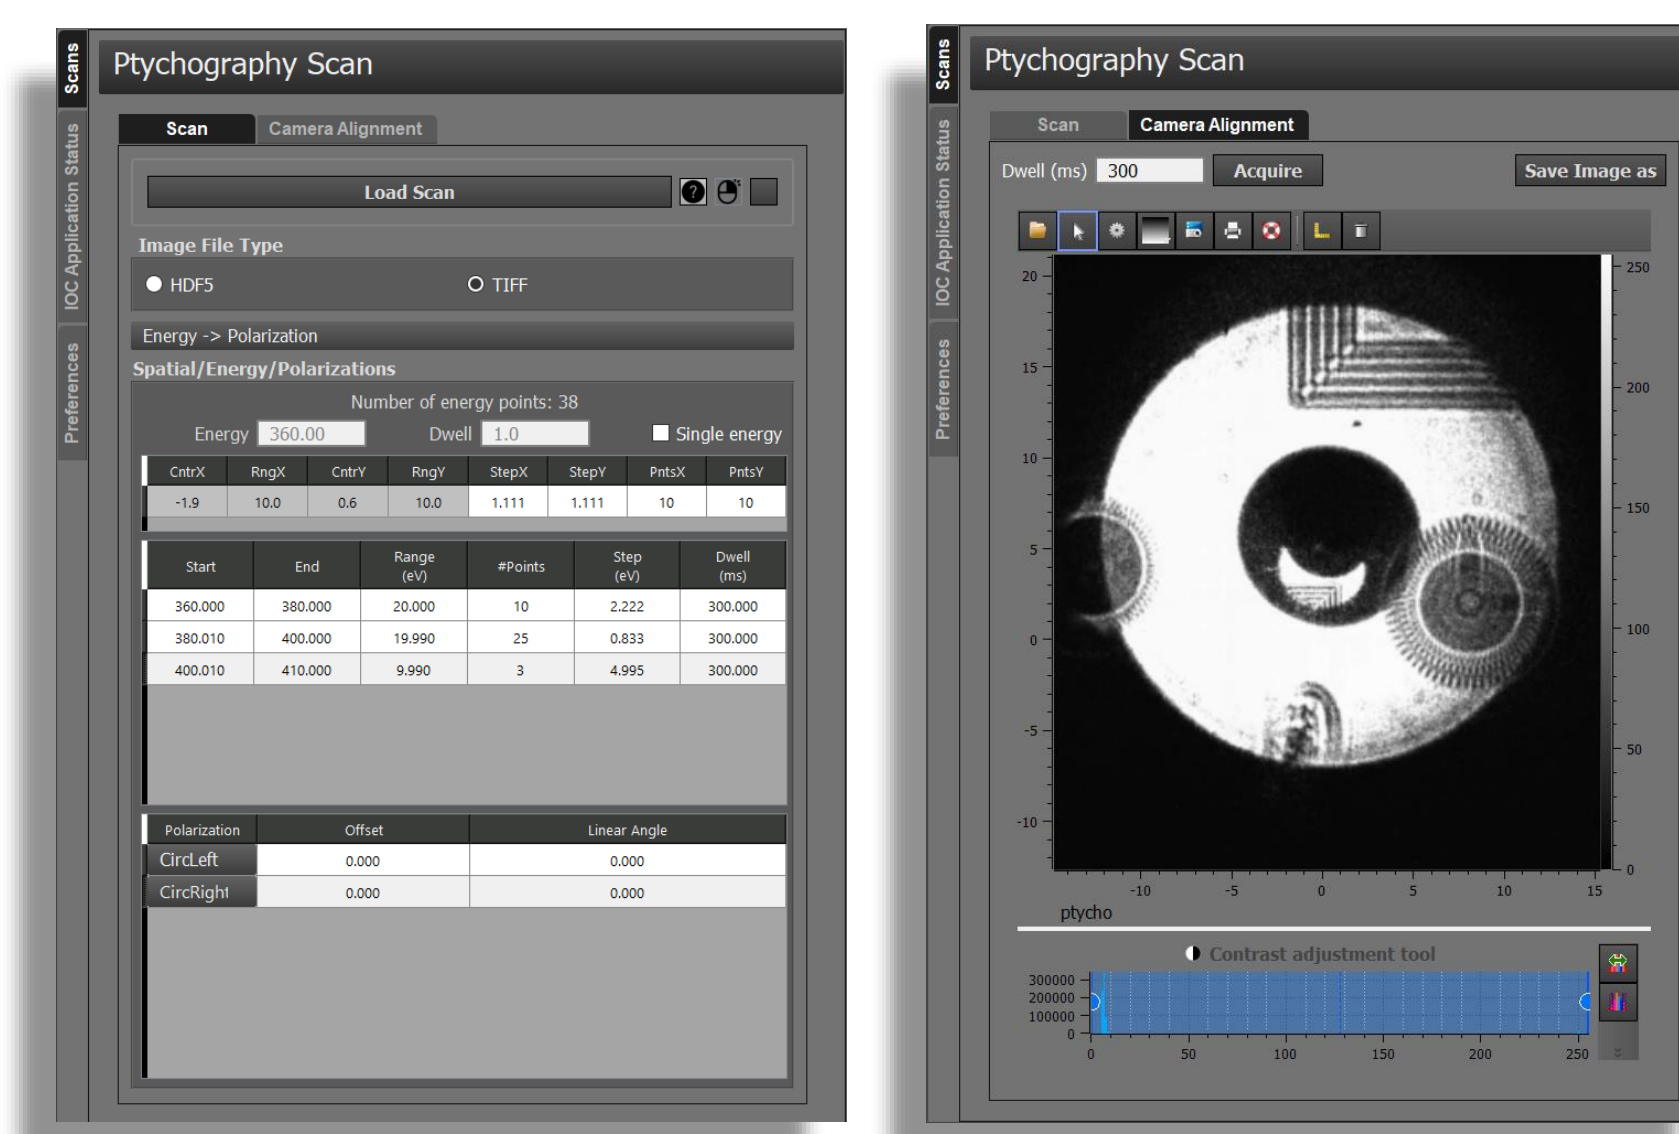 Scans
IOC Application Status
Preferences
Ptychography Scan
Scan Camera Alignment
Load Scan ?
Image File Type
HDF5 TIFF
Energy -> Polarization
Spatial/Energy/Polarizations
Number of energy points: 38
Energy 360.00 Dwell 1.0 Single energy
CntrX RngX CntrY RngY StepX StepY PntsX PntsY
-1.9 10.0 0.6 10.0 1.111 1.111 10 10
Start End Range (eV) #Points Step (eV) Dwell (ms)
360.000 380.000 20.000 10 2.222 300.000
380.010 400.000 19.990 25 0.833 300.000
400.010 410.000 9.990 3 4.995 300.000
Polarization Offset Linear Angle
CircLeft 0.000 0.000
CircRight 0.000 0.000
Scans
IOC Application Status
Preferences
Ptychography Scan
Scan Camera Alignment
Dwell (ms) 300 Acquire Save Image as
20
15
10
5
0
-5
-10
250
200
150
100
50
0
-10 -5 0 5 10 15
ptycho
Contrast adjustment tool
300000
200000
100000
0
0 50 100 150 200 250